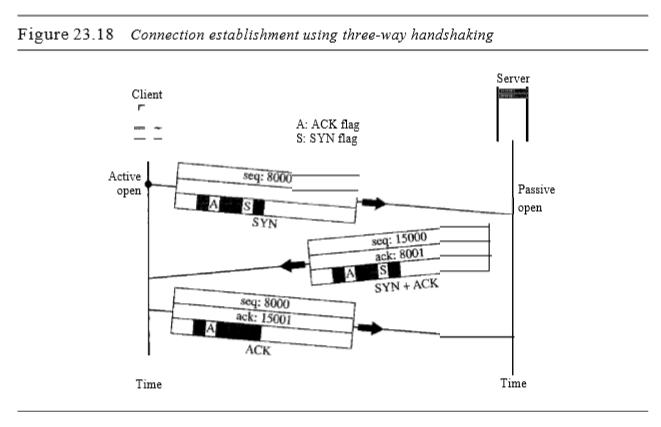 Figure 23.18 Connection establishment using three-way handshaking
Client
Server
A: ACK flag
S: SYN flag
Active
open
seq: 8000
A S
SYN
Passive
open
seq: 15000
ack: 8001
A S
SYN + ACK
seq: 8000
ack: 15001
A
ACK
Time
Time